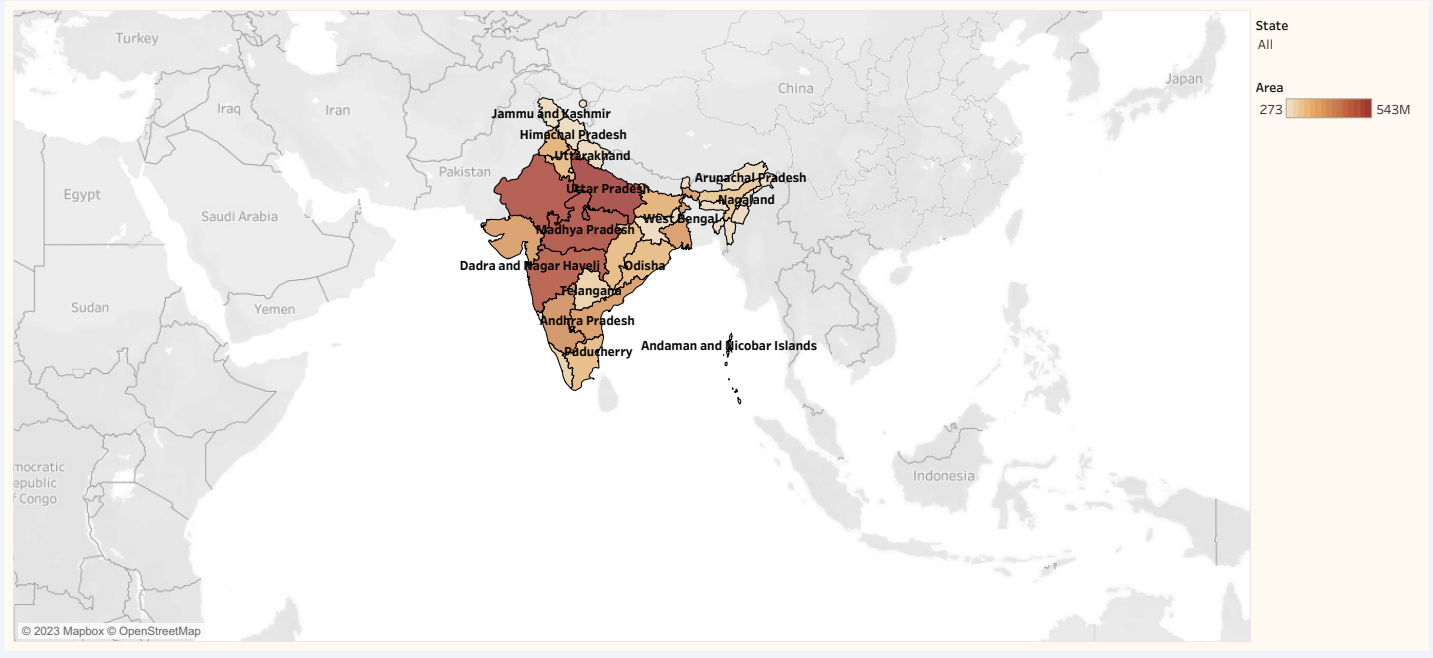 Turkey
China
Japan
Iraq
Iran
Jammu and Kashmir
Himachal Pradesh
Uttarakhand
Pakistan
Arunachal Pradesh
Egypt
Uttar Pradesh
Nagaland
Saudi Arabia
West Bengal
Madhya Pradesh
Dadra and Nagar Haveli
Odisha
Telangana
Sudan
Yemen
Andhra Pradesh
Andaman and Nicobar Islands
Puducherry
mocratic
epublic
f Congo
Indonesia
© 2023 Mapbox © OpenStreetMap
State
All
Area
273
543M